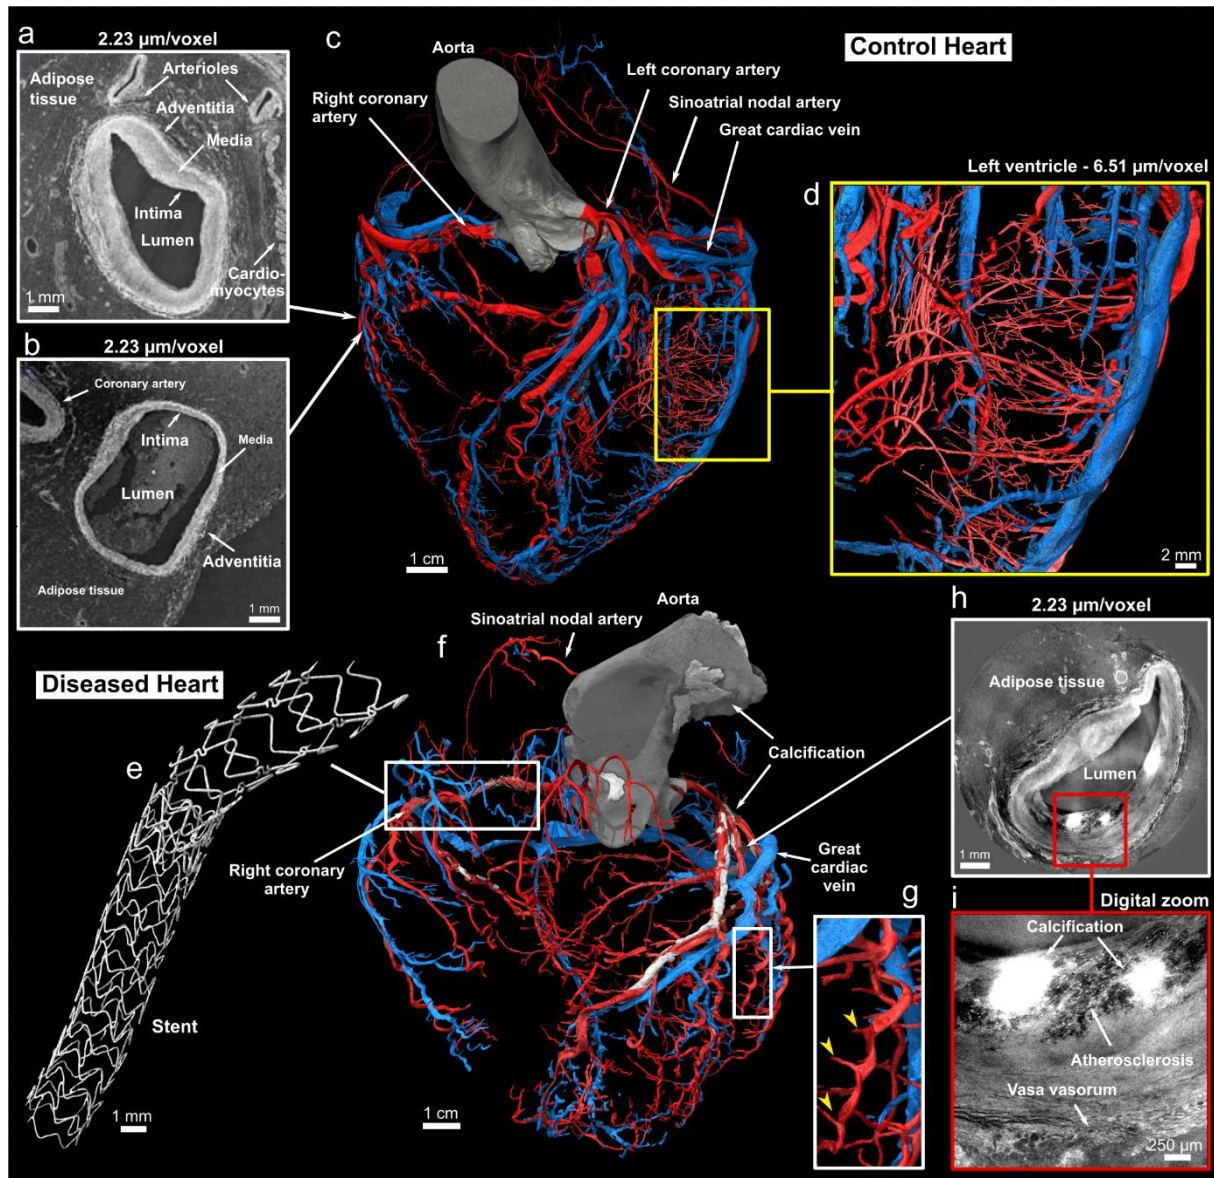 a
2.23 µm/voxel
Adipose
tissue
Arterioles
Adventitia
Media
Intima
Lumen
Cardio-
myocytes
1 mm
b
2.23 µm/voxel
Coronary artery
Intima
Media
Lumen
Adventitia
Adipose tissue
1 mm
c
Control Heart
Aorta
Left coronary artery
Right coronary
artery
Sinoatrial nodal artery
Great cardiac vein
1 cm
Left ventricle - 6.51 µm/voxel
d
2 mm
Diseased Heart
e
Stent
1 mm
f
Aorta
Sinoatrial nodal artery
Calcification
Right coronary
artery
Great
cardiac
vein
1 cm
g
h
2.23 µm/voxel
Adipose tissue
Lumen
1 mm
i
Digital zoom
Calcification
Atherosclerosis
Vasa vasorum
250 µm